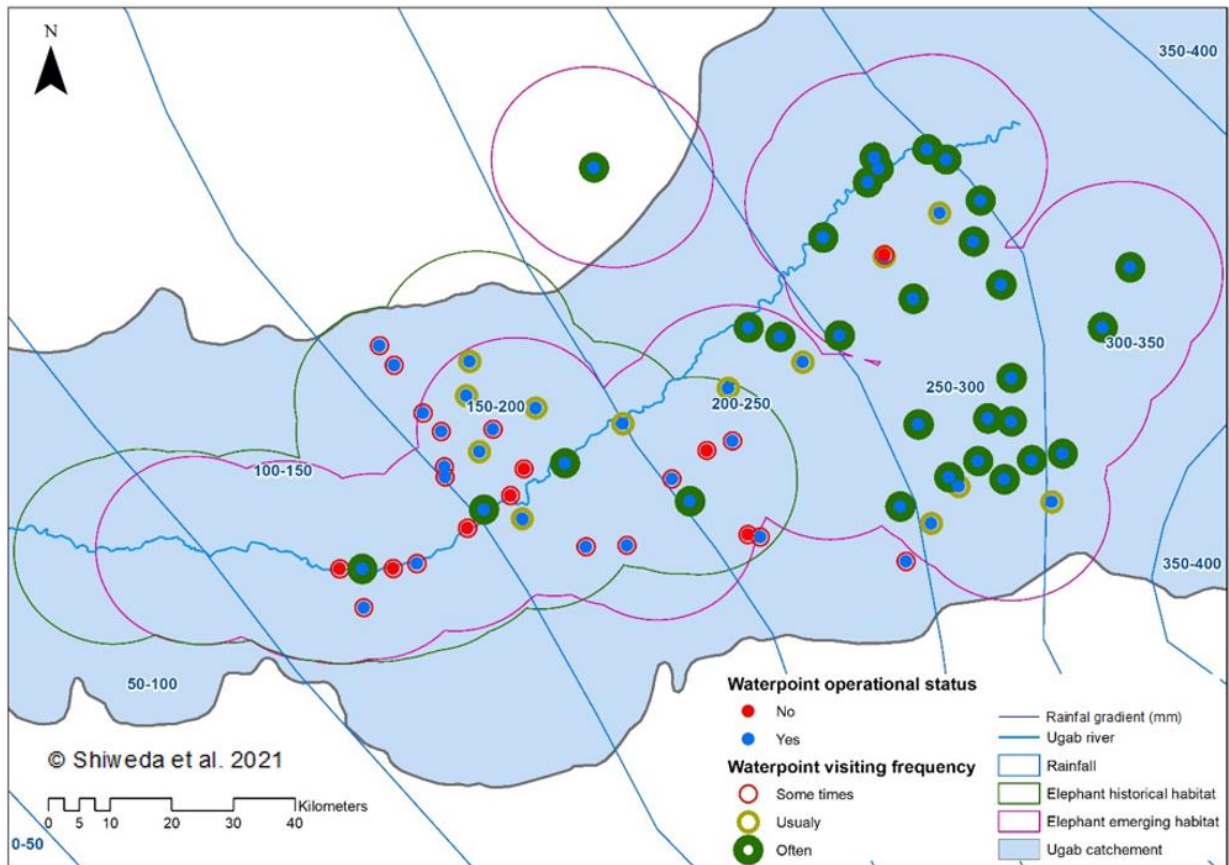 N
350-400
300-350
250-300
150-200
200-250
100-150
350-400
50-100
0-50
© Shiweda et al. 2021
0 5 10 20 30 40
Kilometers
Waterpoint operational status
No
Yes
Waterpoint visiting frequency
Some times
Usualy
Often
Rainfal gradient (mm)
Ugab river
Rainfall
Elephant historical habitat
Elephant emerging habitat
Ugab catchment